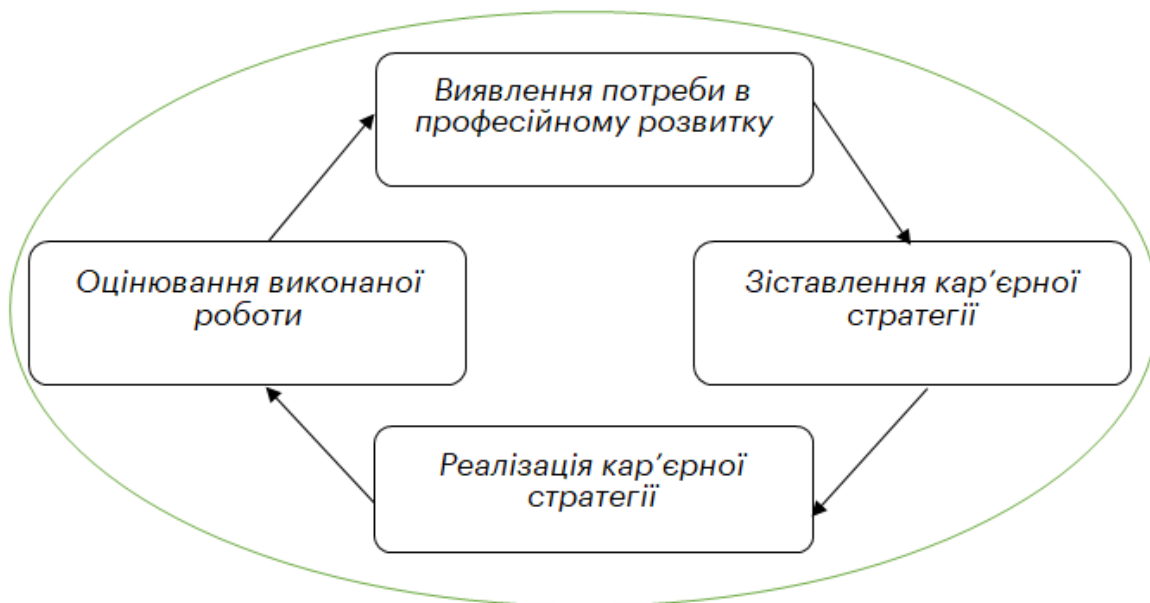 Виявлення потреби в
професійному розвитку
Оцінювання виконаної
роботи
Зіставлення кар’єрної
стратегії
Реалізація кар’єрної
стратегії